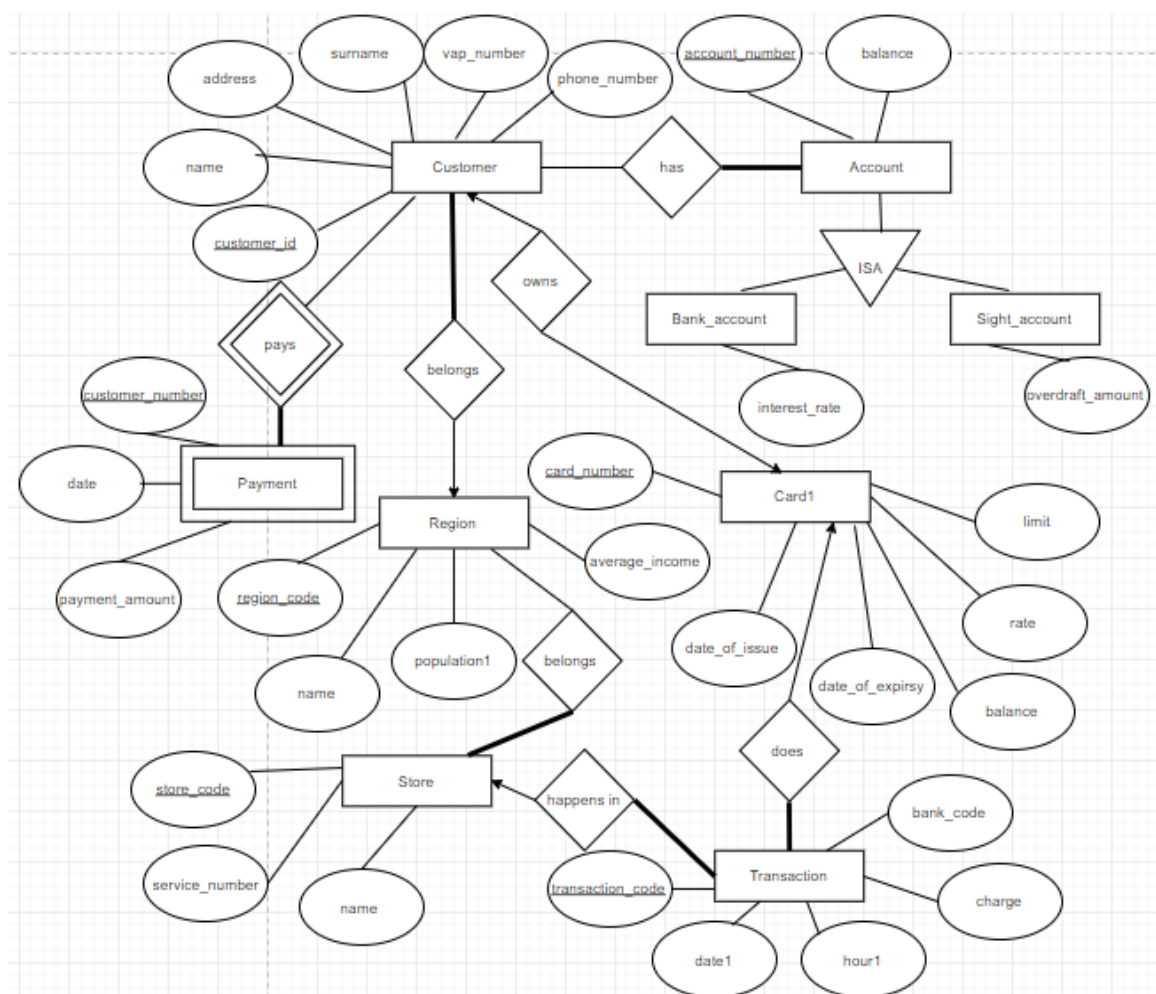 surname
vap_number
account_number
balance
address
phone_number
name
Customer
has
Account
customer_id
owns
ISA
Bank_account
Sight_account
pays
belongs
customer_number
interest_rate
overdraft_amount
date
Payment
card_number
Card1
limit
Region
average_income
payment_amount
region_code
rate
date_of_issue
population1
belongs
date_of_expirsy
name
balance
does
Store
store_code
happens in
bank_code
service_number
name
transaction_code
Transaction
charge
date1
hour1